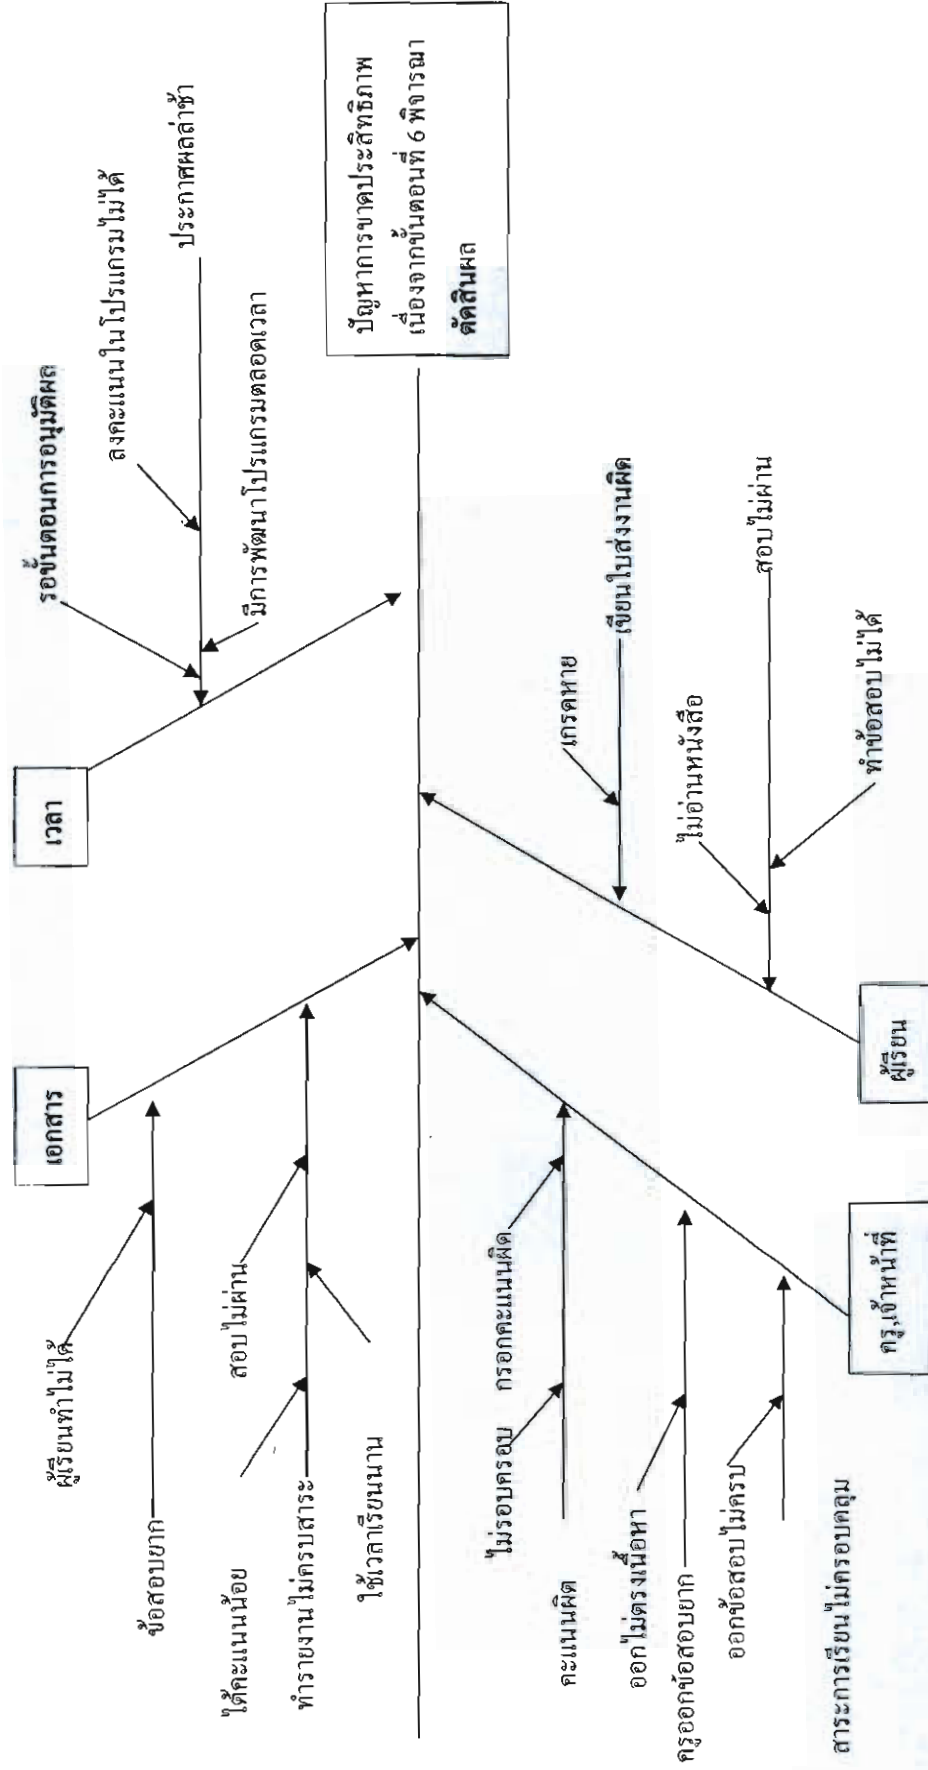 เอกสาร
เวลา
ผู้เรียนทำไม่ได้
ข้อสอบยาก
ได้คะแนนน้อย
สอบไม่ผ่าน
ทำรายงานไม่ครบสาระ
ใช้เวลาเรียนนาน
รอขั้นตอนการอนุมัติผล
ลงคะแนนในโปรแกรมไม่ได้
ประกาศผลล่าช้า
มีการพัฒนาโปรแกรมตลอดเวลา
ปัญหาการขาดประสิทธิภาพ
เนื่องจากขั้นตอนที่ 6 พิจารณา
ตัดสินผล
ไม่รอบครอบ
กรอกคะแนนผิด
คะแนนผิด
ออกไม่ตรงเนื้อหา
ครูออกข้อสอบยาก
ออกข้อสอบไม่ครบ
สาระการเรียนไม่ครอบคลุม
ครู,เจ้าหน้าที่
เกรดหาย
เขียนใบส่งงานผิด
ไม่อ่านหนังสือ
สอบไม่ผ่าน
ทำข้อสอบไม่ได้
ผู้เรียน